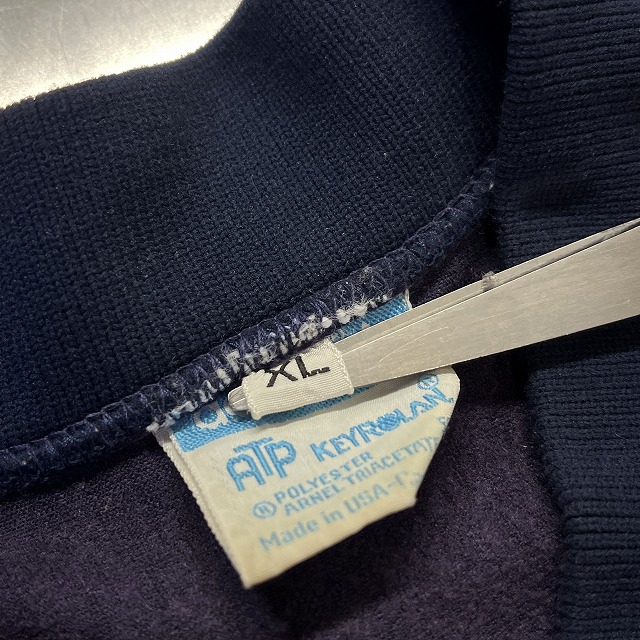 XL
ATP KEYROLAN®
POLYESTER
® ARNEL TRIACETATE
Made in USA